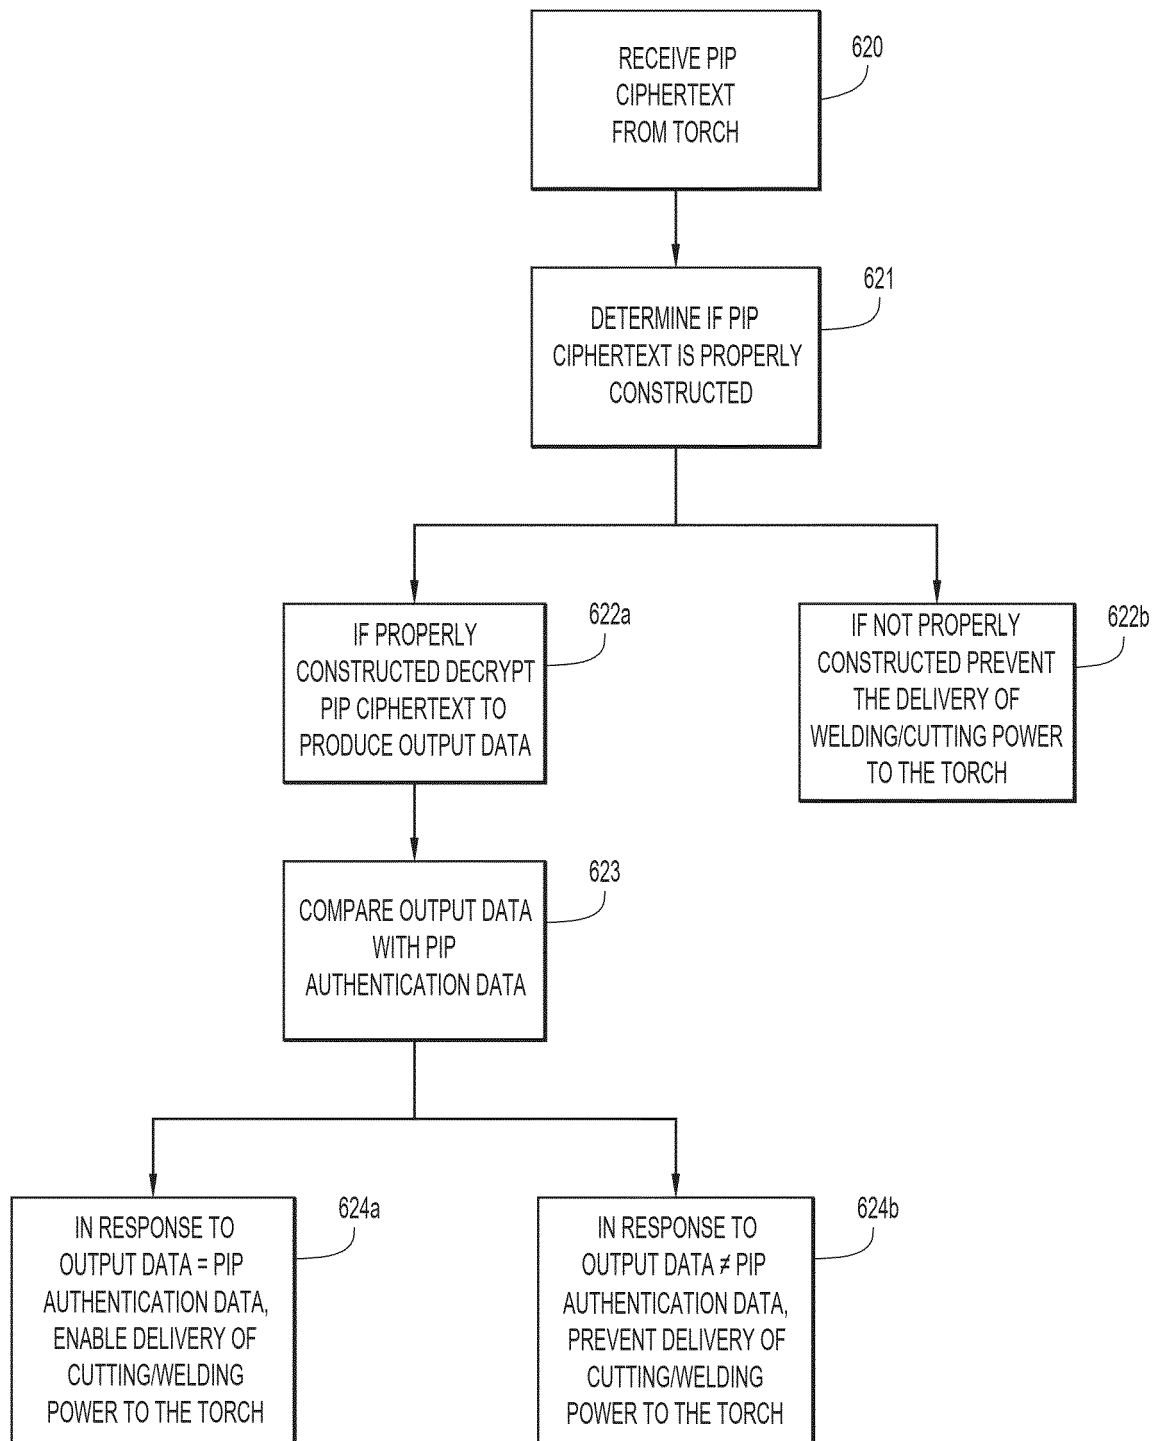 RECEIVE PIP
CIPHERTEXT
FROM TORCH
620
DETERMINE IF PIP
CIPHERTEXT IS PROPERLY
CONSTRUCTED
621
IF PROPERLY
CONSTRUCTED DECRYPT
PIP CIPHERTEXT TO
PRODUCE OUTPUT DATA
622a
IF NOT PROPERLY
CONSTRUCTED PREVENT
THE DELIVERY OF
WELDING/CUTTING POWER
TO THE TORCH
622b
COMPARE OUTPUT DATA
WITH PIP
AUTHENTICATION DATA
623
IN RESPONSE TO
OUTPUT DATA = PIP
AUTHENTICATION DATA,
ENABLE DELIVERY OF
CUTTING/WELDING
POWER TO THE TORCH
624a
IN RESPONSE TO
OUTPUT DATA ≠ PIP
AUTHENTICATION DATA,
PREVENT DELIVERY OF
CUTTING/WELDING
POWER TO THE TORCH
624b